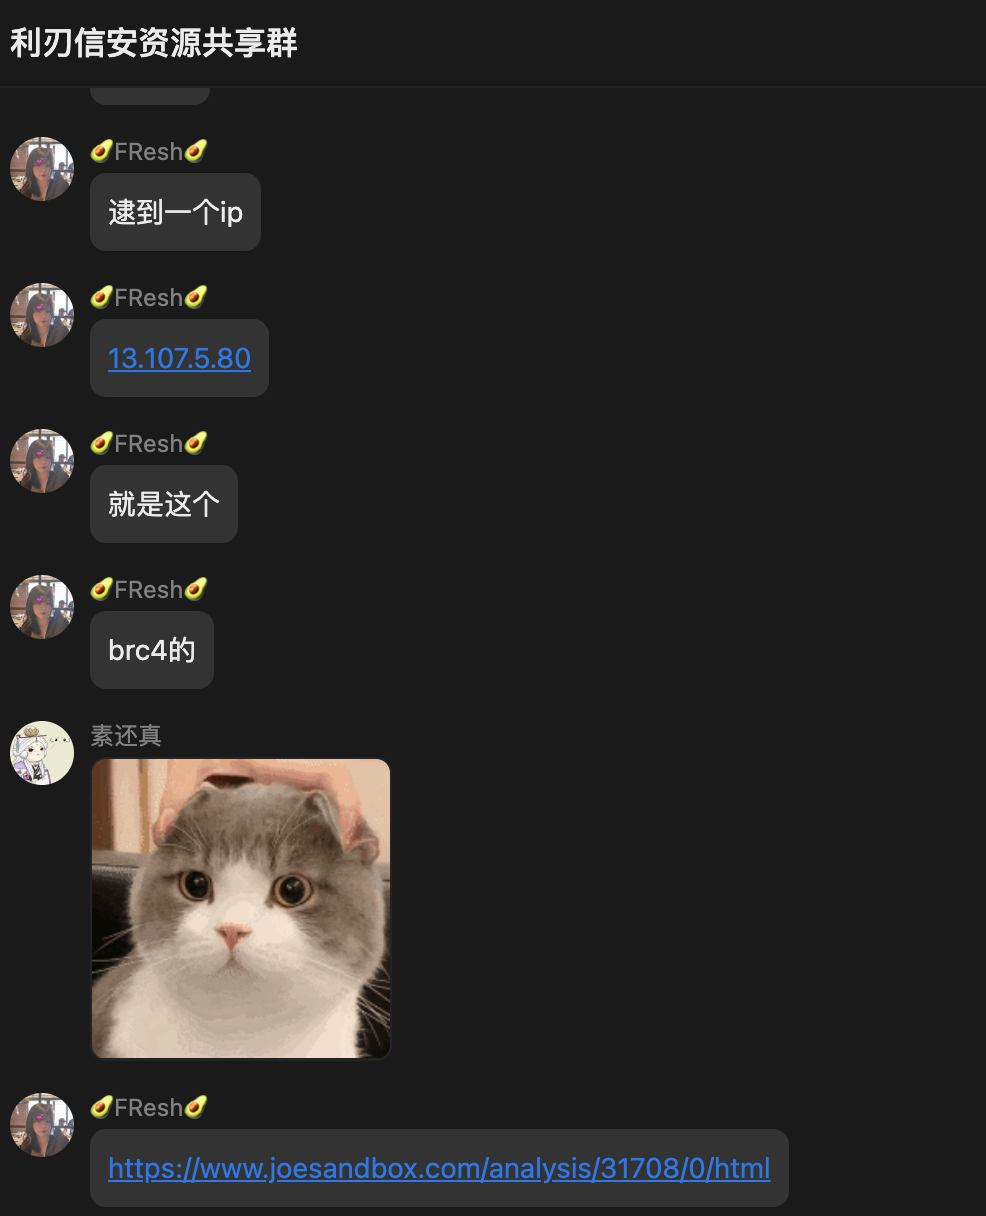 利刃信安资源共享群
🥑FResh🥑
逮到一个ip
🥑FResh🥑
13.107.5.80
🥑FResh🥑
就是这个
🥑FResh🥑
brc4的
素还真
🥑FResh🥑
https://www.joesandbox.com/analysis/31708/0/html